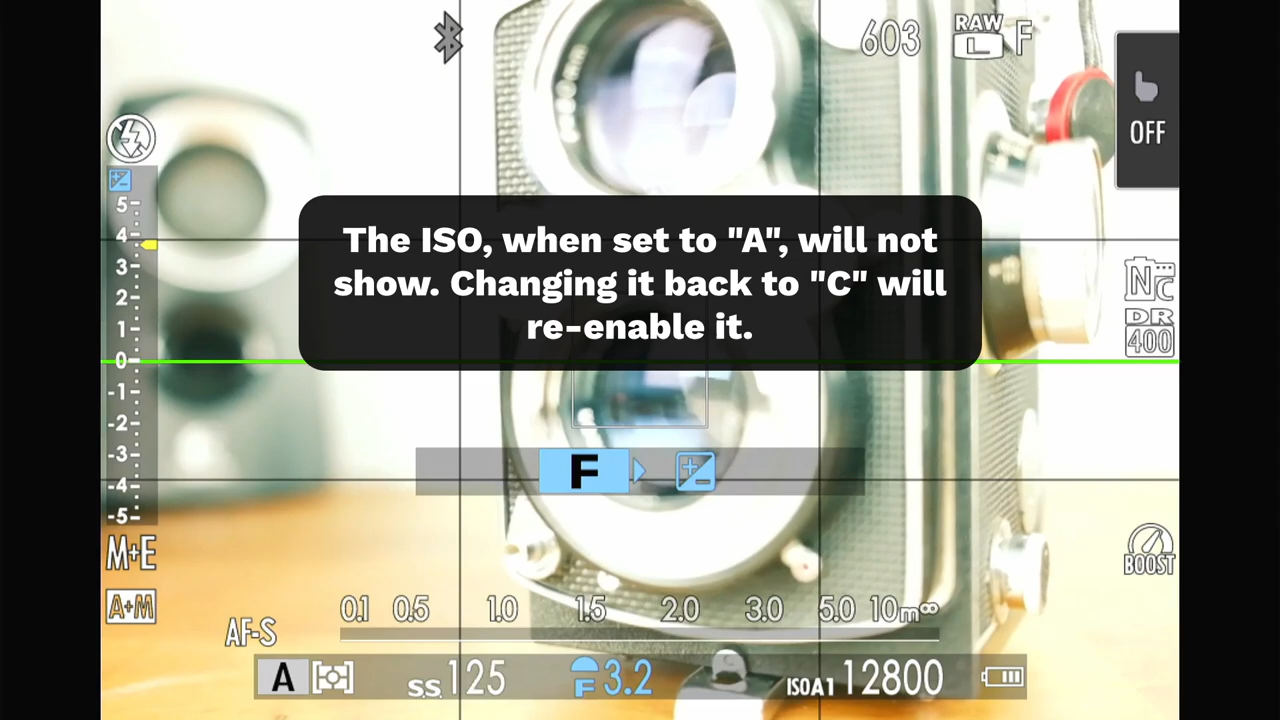 603
RAW
L
F
OFF
5
4
The ISO, when set to "A", will not
show. Changing it back to "C" will
re-enable it.
3
2
1
0
-1
-2
-3
-4
-5
NC
DR
400
F
M+E
BOOST
A+M
0.1 0.5 1.0 1.5 2.0 3.0 5.0 10m∞
AF-S
A S.S. 125 F 3.2 ISO A1 12800